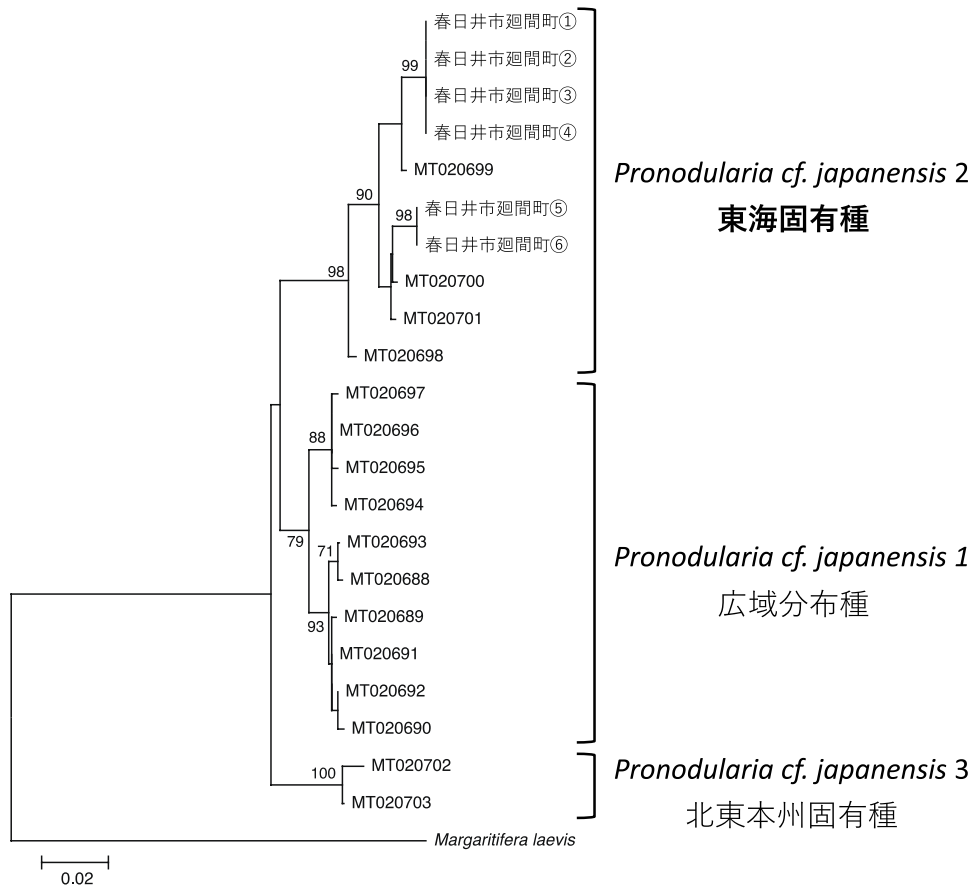 春日井市廻間町①
春日井市廻間町②
99
春日井市廻間町③
春日井市廻間町④
MT020699
Pronodularia cf. japanensis 2
90
東海固有種
98
春日井市廻間町⑤
春日井市廻間町⑥
98
MT020700
MT020701
MT020698
MT020697
88
MT020696
MT020695
MT020694
79
71
MT020693
Pronodularia cf. japanensis 1
MT020688
広域分布種
93
MT020689
MT020691
MT020692
MT020690
100
MT020702
Pronodularia cf. japanensis 3
MT020703
北東本州固有種
Margaritifera laevis
0.02